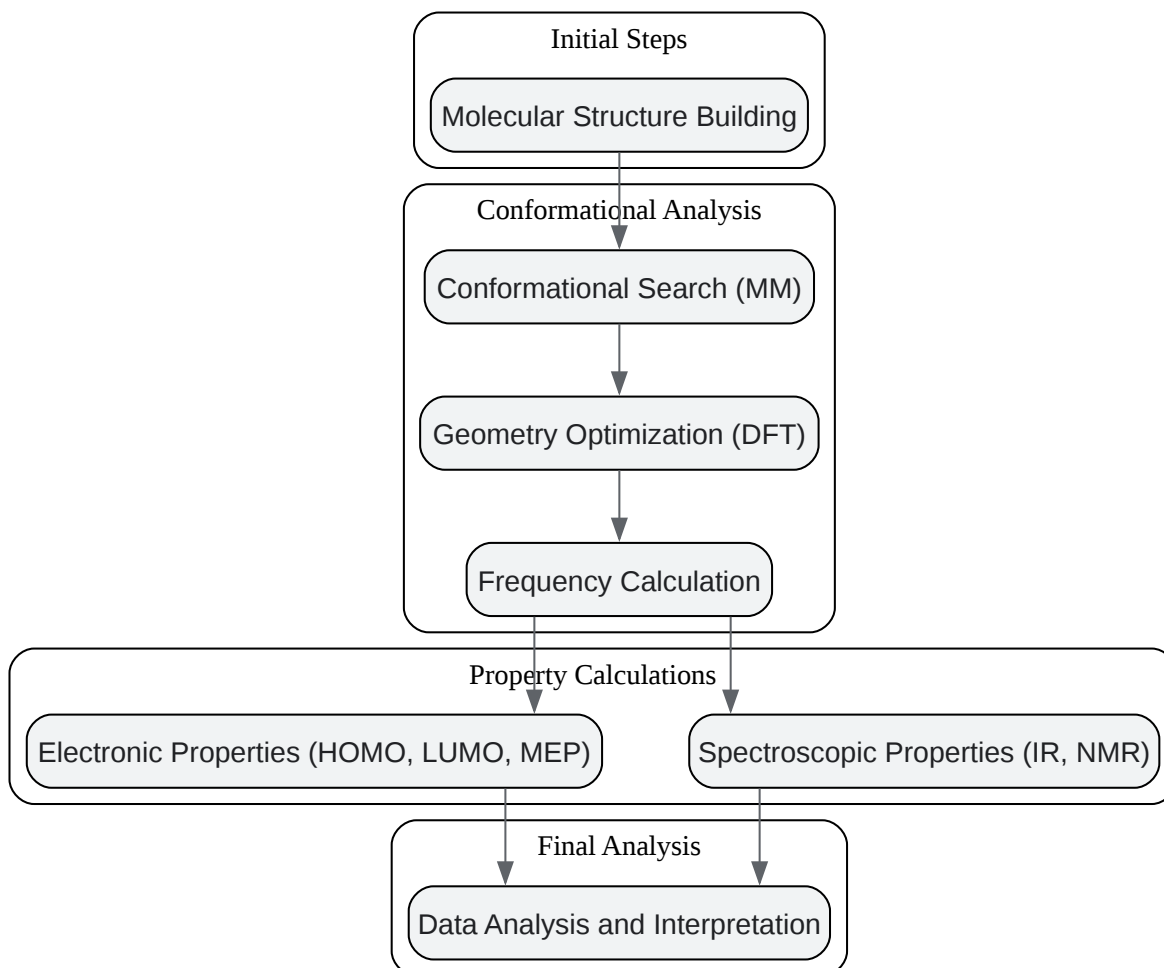 Initial Steps
Molecular Structure Building
Conformational Analysis
Conformational Search (MM)
Geometry Optimization (DFT)
Frequency Calculation
Property Calculations
Electronic Properties (HOMO, LUMO, MEP)
Spectroscopic Properties (IR, NMR)
Final Analysis
Data Analysis and Interpretation